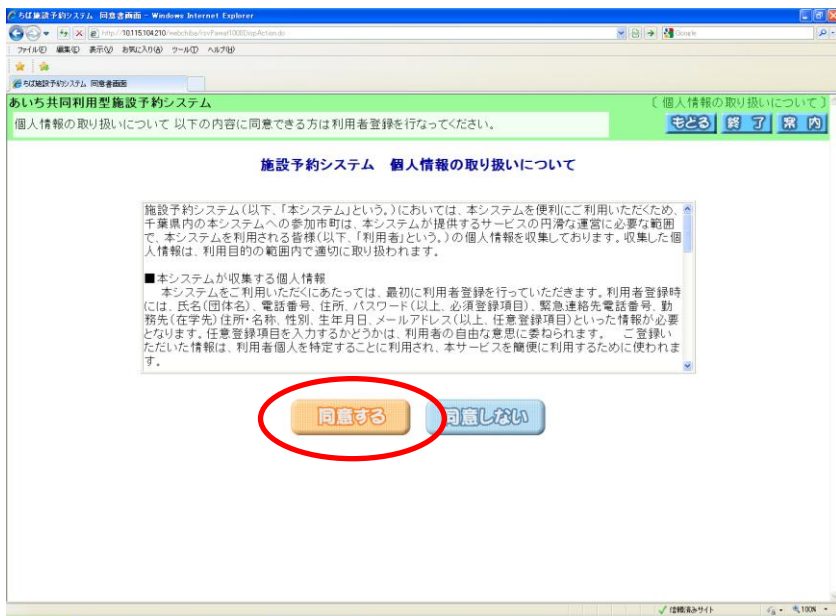 ちば施設予約システム 同意書画面 - Windows Internet Explorer
http://10.115.104.210/webchiba/
Google
ファイル(F) 編集(E) 表示(V) お気に入り(A) ツール(T) ヘルプ(H)
ちば施設予約システム 同意書画面
あいち共同利用型施設予約システム
〔個人情報の取り扱いについて〕
個人情報の取り扱いについて 以下の内容に同意できる方は利用者登録を行なってください。
もどる 終了 案内
施設予約システム 個人情報の取り扱いについて
施設予約システム(以下、「本システム」という。)においては、本システムを便利にご利用いただくため、
千葉県内の本システムへの参加市町は、本システムが提供するサービスの円滑な運営に必要な範囲
で、本システムを利用される皆様(以下、「利用者」という。)の個人情報を収集しております。収集した個
人情報は、利用目的の範囲内で適切に取り扱われます。
■本システムが収集する個人情報
本システムをご利用いただくにあたっては、最初に利用者登録を行っていただきます。利用者登録時
には、氏名(団体名)、電話番号、住所、パスワード(以上、必須登録項目)、緊急連絡先電話番号、勤
務先(在学先)住所・名称、性別、生年月日、メールアドレス(以上、任意登録項目)といった情報が必要
となります。任意登録項目を入力するかどうかは、利用者の自由な意思に委ねられます。 ご登録い
ただいた情報は、利用者個人を特定することに利用され、本サービスを簡便に利用するために使われま
す。
同意する 同意しない
信頼済みサイト
100%